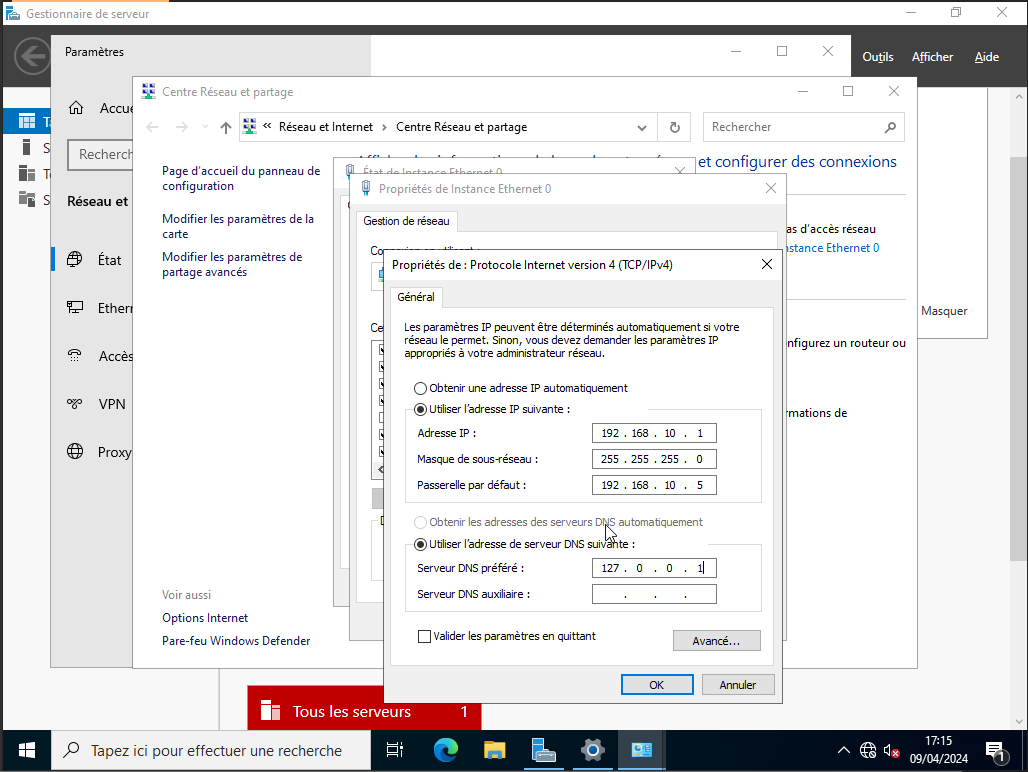 Gestionnaire de serveur
Outils Afficher Aide
Paramètres
Centre Réseau et partage
Réseau et Internet Centre Réseau et partage
Rechercher
Recherch
Réseau et
État
VPN
Proxy
Page d'accueil du panneau de
configuration
Modifier les paramètres de la
carte
Modifier les paramètres de
partage avancés
et configurer des connexions
État de Instance Ethernet 0
Propriétés de Instance Ethernet 0
Gestion de réseau
as d'accès réseau
nstance Ethernet 0
Masquer
nfigurez un routeur ou
rmations de
Propriétés de : Protocole Internet version 4 (TCP/IPv4)
Général
Les paramètres IP peuvent être déterminés automatiquement si votre
réseau le permet. Sinon, vous devez demander les paramètres IP
appropriés à votre administrateur réseau.
Obtenir une adresse IP automatiquement
Utiliser l'adresse IP suivante :
Adresse IP : 192 . 168 . 10 . 1
Masque de sous-réseau : 255 . 255 . 255 . 0
Passerelle par défaut : 192 . 168 . 10 . 5
Obtenir les adresses des serveurs DNS automatiquement
Utiliser l'adresse de serveur DNS suivante :
Serveur DNS préféré : 127 . 0 . 0 . 1
Serveur DNS auxiliaire : . . .
Valider les paramètres en quittant
Avancé...
OK Annuler
Voir aussi
Options Internet
Pare-feu Windows Defender
Tous les serveurs 1
Tapez ici pour effectuer une recherche
17:15
09/04/2024
1